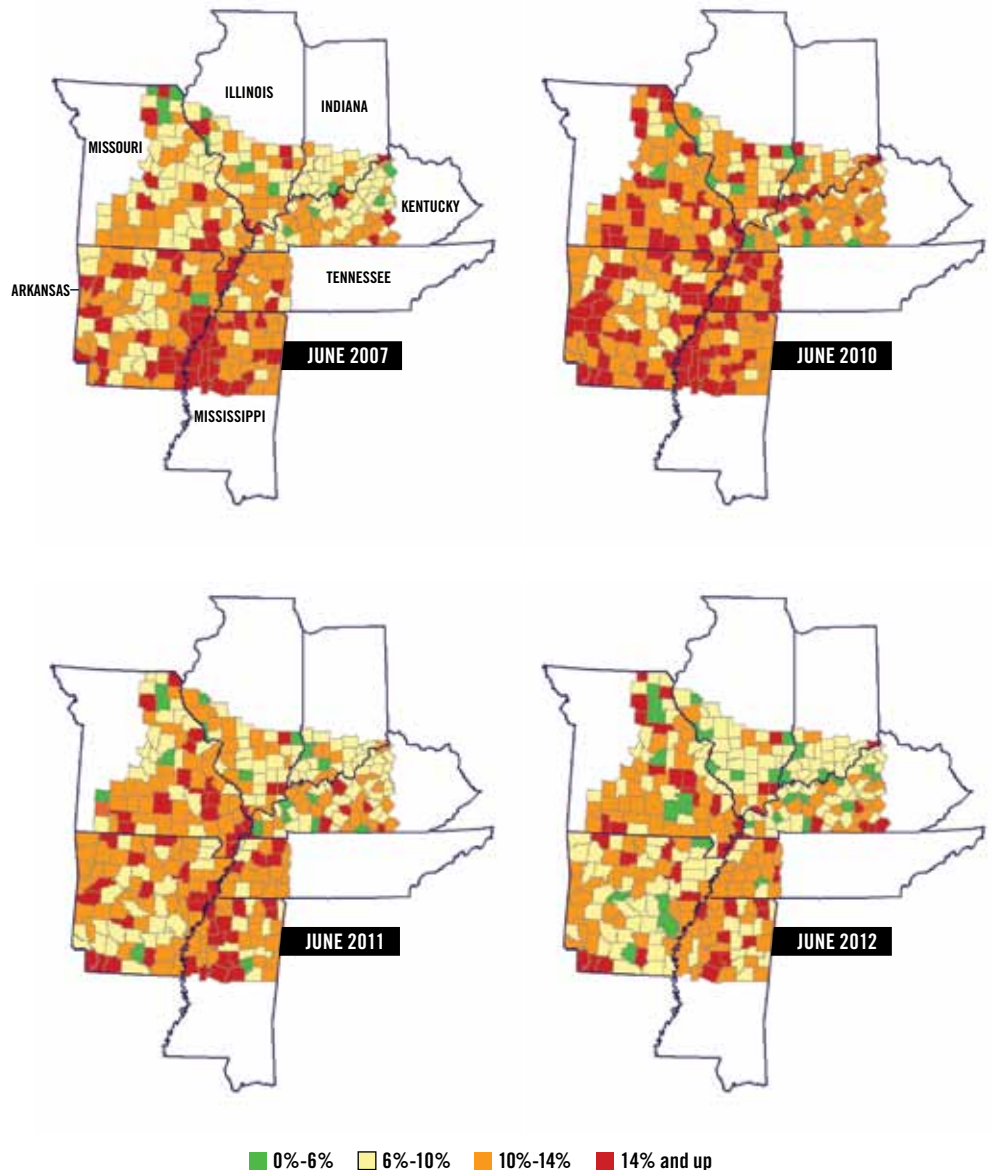 ILLINOIS
INDIANA
MISSOURI
KENTUCKY
TENNESSEE
ARKANSAS
JUNE 2007
MISSISSIPPI
JUNE 2010
JUNE 2011
JUNE 2012
0%-6% 6%-10% 10%-14% 14% and up